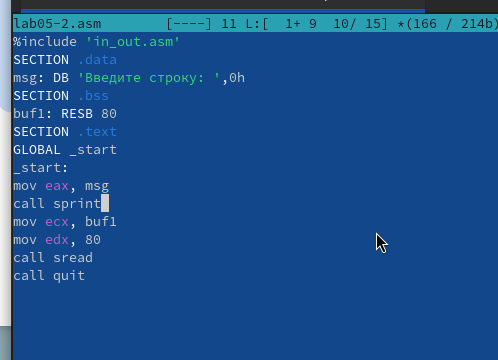 lab05-2.asm [----] 11 L:[ 1+ 9 10/ 15] *(166 / 214b)
%include 'in_out.asm'
SECTION .data
msg: DB 'Введите строку: ',0h
SECTION .bss
buf1: RESB 80
SECTION .text
GLOBAL _start
_start:
mov eax, msg
call sprint
mov ecx, buf1
mov edx, 80
call sread
call quit